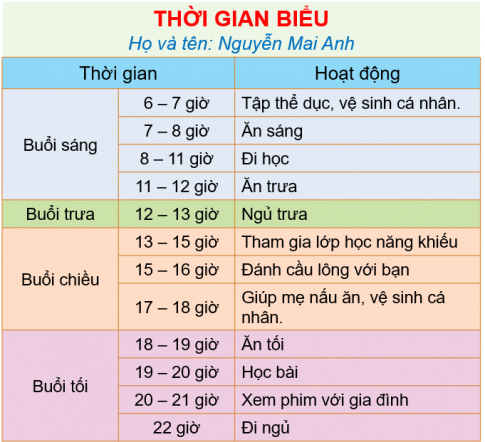 THỜI GIAN BIỂU
Họ và tên: Nguyễn Mai Anh
Thời gian Hoạt động
Buổi sáng
6 – 7 giờ Tập thể dục, vệ sinh cá nhân.
7 – 8 giờ Ăn sáng
8 – 11 giờ Đi học
11 – 12 giờ Ăn trưa
Buổi trưa 12 – 13 giờ Ngủ trưa
Buổi chiều
13 – 15 giờ Tham gia lớp học năng khiếu
15 – 16 giờ Đánh cầu lông với bạn
17 – 18 giờ Giúp mẹ nấu ăn, vệ sinh cá
nhân.
Buổi tối
18 – 19 giờ Ăn tối
19 – 20 giờ Học bài
20 – 21 giờ Xem phim với gia đình
22 giờ Đi ngủ